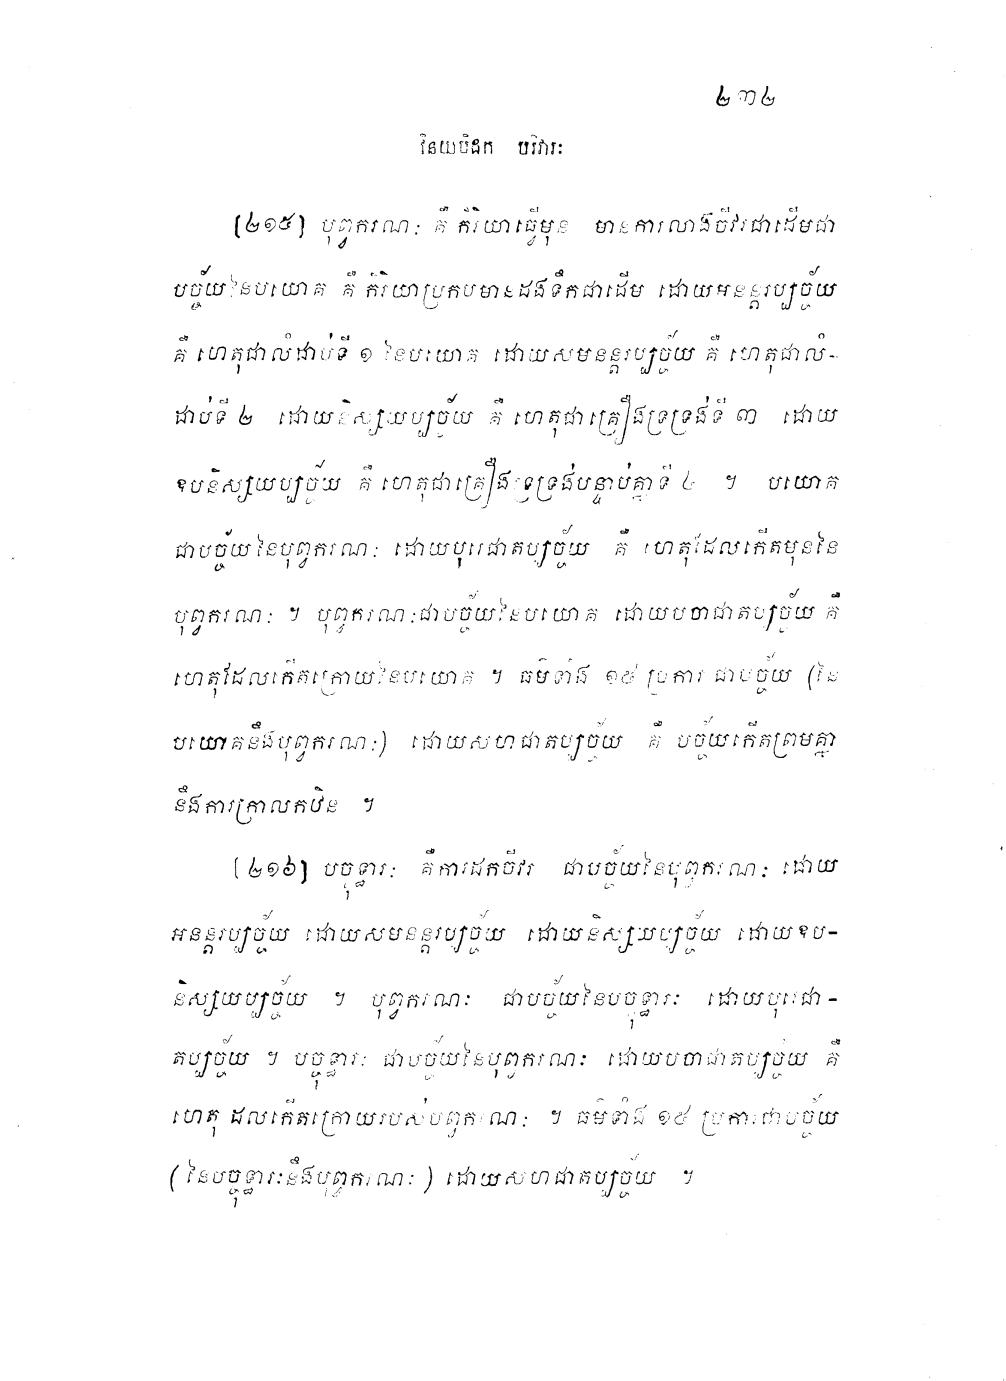 ២៣២
វិនយបិដក បរិវារៈ
[២១៥] បុព្វករណៈ គឺ កិរិយាធ្វើមុន មានការលាងចីវរជាដើមជា
បច្ច័យនៃបយោគ គឺ កិរិយាប្រកបមានដងទឹកជាដើម ដោយអនន្តរប្បច្ច័យ
គឺ ហេតុជាលំដាប់ទី ១ នៃបយោគ ដោយសមនន្តរប្បច្ច័យ គឺ ហេតុជាលំ-
ដាប់ទី ២ ដោយនិស្សយប្បច្ច័យ គឺ ហេតុជាគ្រឿងទ្រទ្រង់ទី ៣ ដោយ
ឧបនិស្សយប្បច្ច័យ គឺ ហេតុជាគ្រឿងទ្រទ្រង់បន្ទាប់គ្នាទី ៤ ។ បយោគ
ជាបច្ច័យនៃបុព្វករណៈ ដោយបុរេជាតប្បច្ច័យ គឺ ហេតុដែលកើតមុននៃ
បុព្វករណៈ ។ បុព្វករណៈជាបច្ច័យនៃបយោគ ដោយបច្ឆាជាតប្បច្ច័យ គឺ
ហេតុដែលកើតក្រោយនៃបយោគ ។ ធម៌ទាំង ១៥ ប្រការ ជាបច្ច័យ (នៃ
បយោគនឹងបុព្វករណៈ) ដោយសហជាតប្បច្ច័យ គឺ បច្ច័យកើតព្រមគ្នា
នឹងការក្រាលកឋិន ។
[២១៦] បច្ចុទ្ធារៈ គឺការដកចីវរ ជាបច្ច័យនៃបុព្វករណៈ ដោយ
អនន្តរប្បច្ច័យ ដោយសមនន្តរប្បច្ច័យ ដោយនិស្សយប្បច្ច័យ ដោយឧប-
និស្សយប្បច្ច័យ ។ បុព្វករណៈ ជាបច្ច័យនៃបច្ចុទ្ធារៈ ដោយបុរេជា-
តប្បច្ច័យ ។ បច្ចុទ្ធារៈ ជាបច្ច័យនៃបុព្វករណៈ ដោយបច្ឆាជាតប្បច្ច័យ គឺ
ហេតុដែលកើតក្រោយរបស់បុព្វករណៈ ។ ធម៌ទាំង ១៥ ប្រការជាបច្ច័យ
(នៃបច្ចុទ្ធារៈនឹងបុព្វករណៈ) ដោយសហជាតប្បច្ច័យ ។